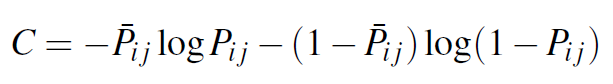 C = −P̄ij log Pij − (1 − P̄ij) log(1 − Pij)